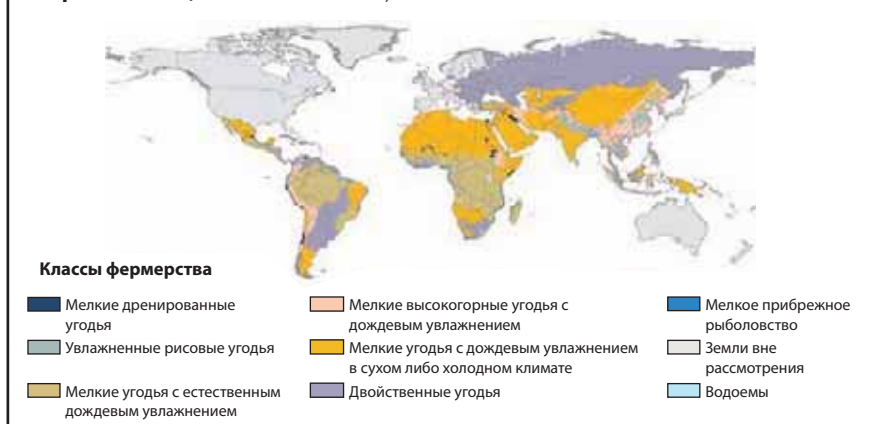 Классы фермерства
Мелкие дренированные
угодья
Увлажненные рисовые угодья
Мелкие угодья с естественным
дождевым увлажнением
Мелкие высокогорные угодья с
дождевым увлажнением
Мелкие угодья с дождевым увлажнением
в сухом либо холодном климате
Двойственные угодья
Мелкое прибрежное
рыболовство
Земли вне
рассмотрения
Водоемы